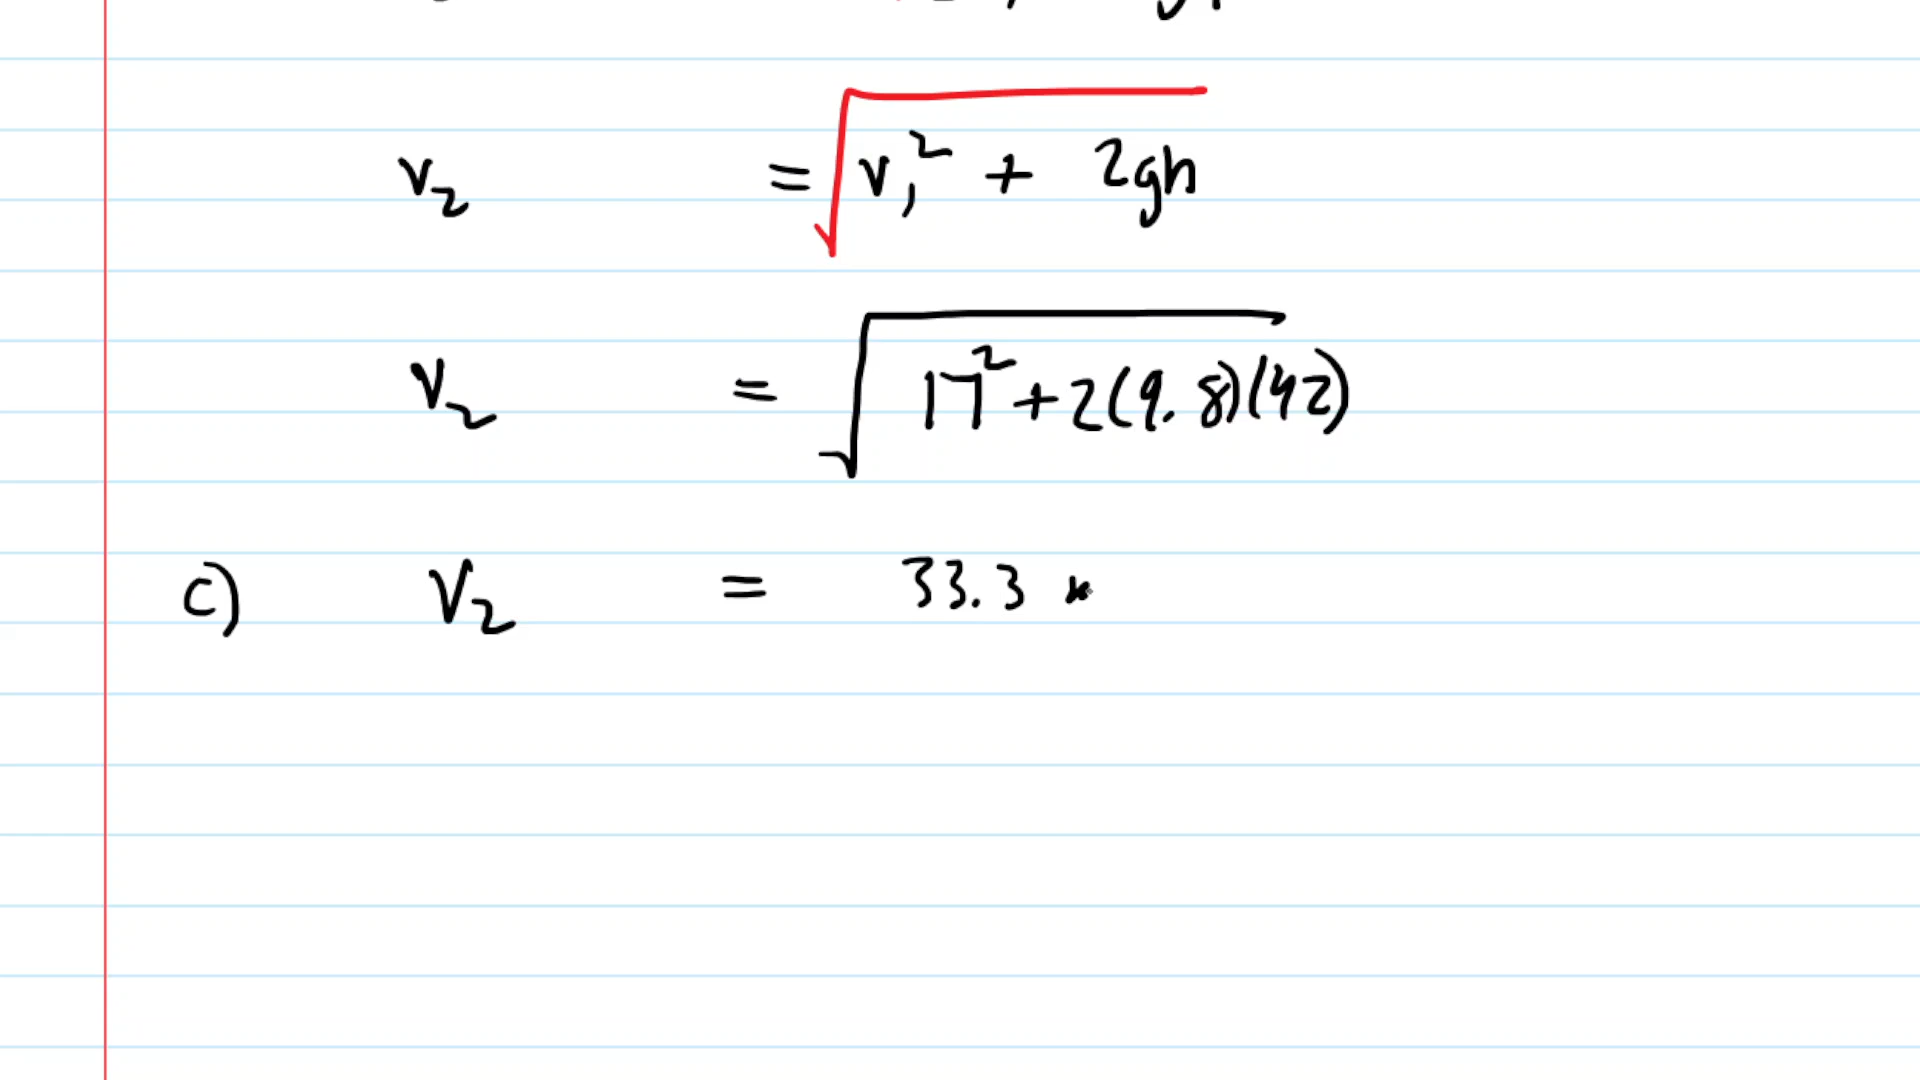 v₂ = √(v₁² + 2gh)
v₂ = √(17² + 2(9.8)(42))
c) V₂ = 33.3